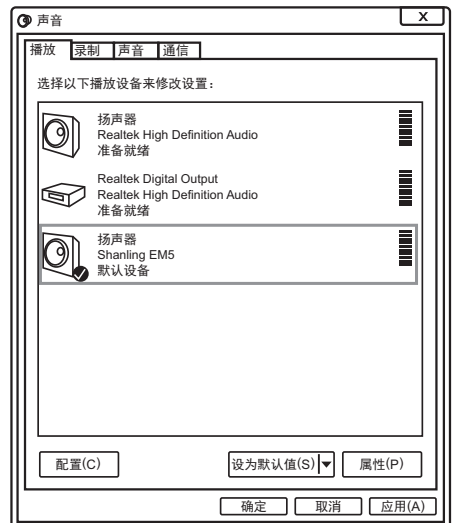 声音
X
播放 录制 声音 通信
选择以下播放设备来修改设置：
扬声器
Realtek High Definition Audio
准备就绪
Realtek Digital Output
Realtek High Definition Audio
准备就绪
扬声器
Shanling EM5
默认设备
配置(C) 设为默认值(S) 属性(P)
确定 取消 应用(A)